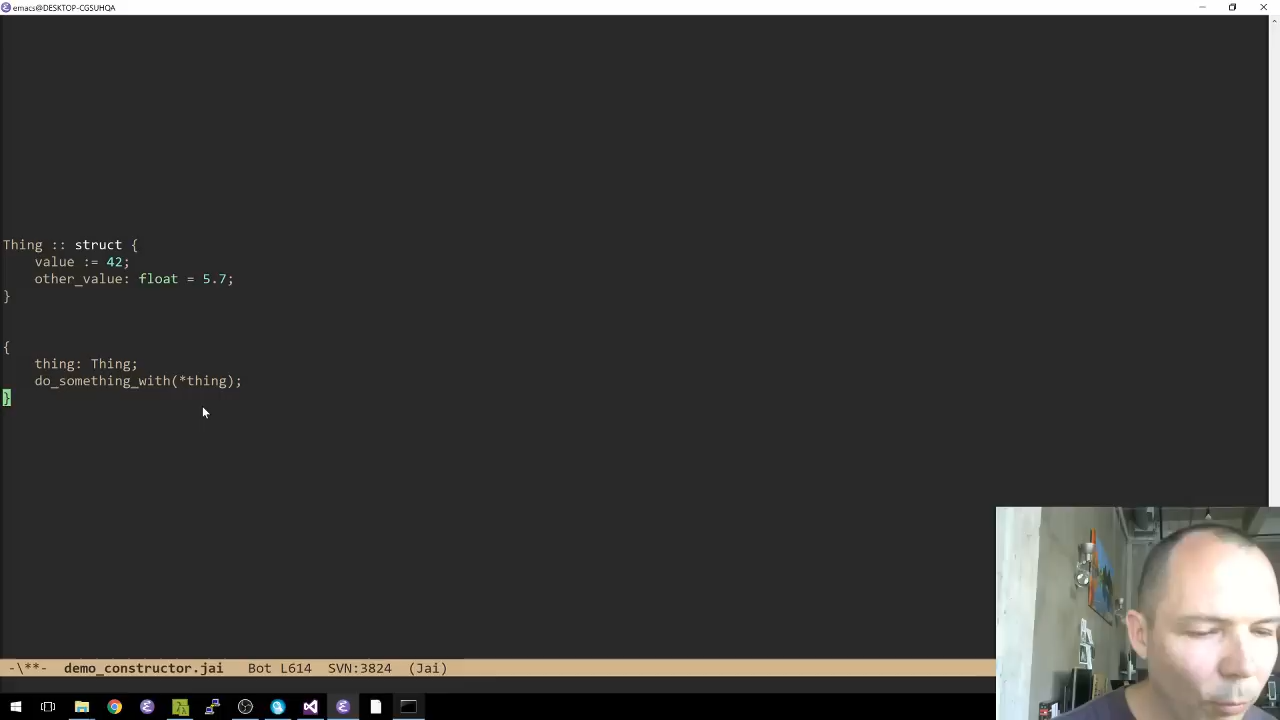 emacs@DESKTOP-CGSUHQA
Thing :: struct {
value := 42;
other_value: float = 5.7;
}
{
thing: Thing;
do_something_with(*thing);
}
-\**- demo_constructor.jai Bot L614 SVN:3824 (Jai)